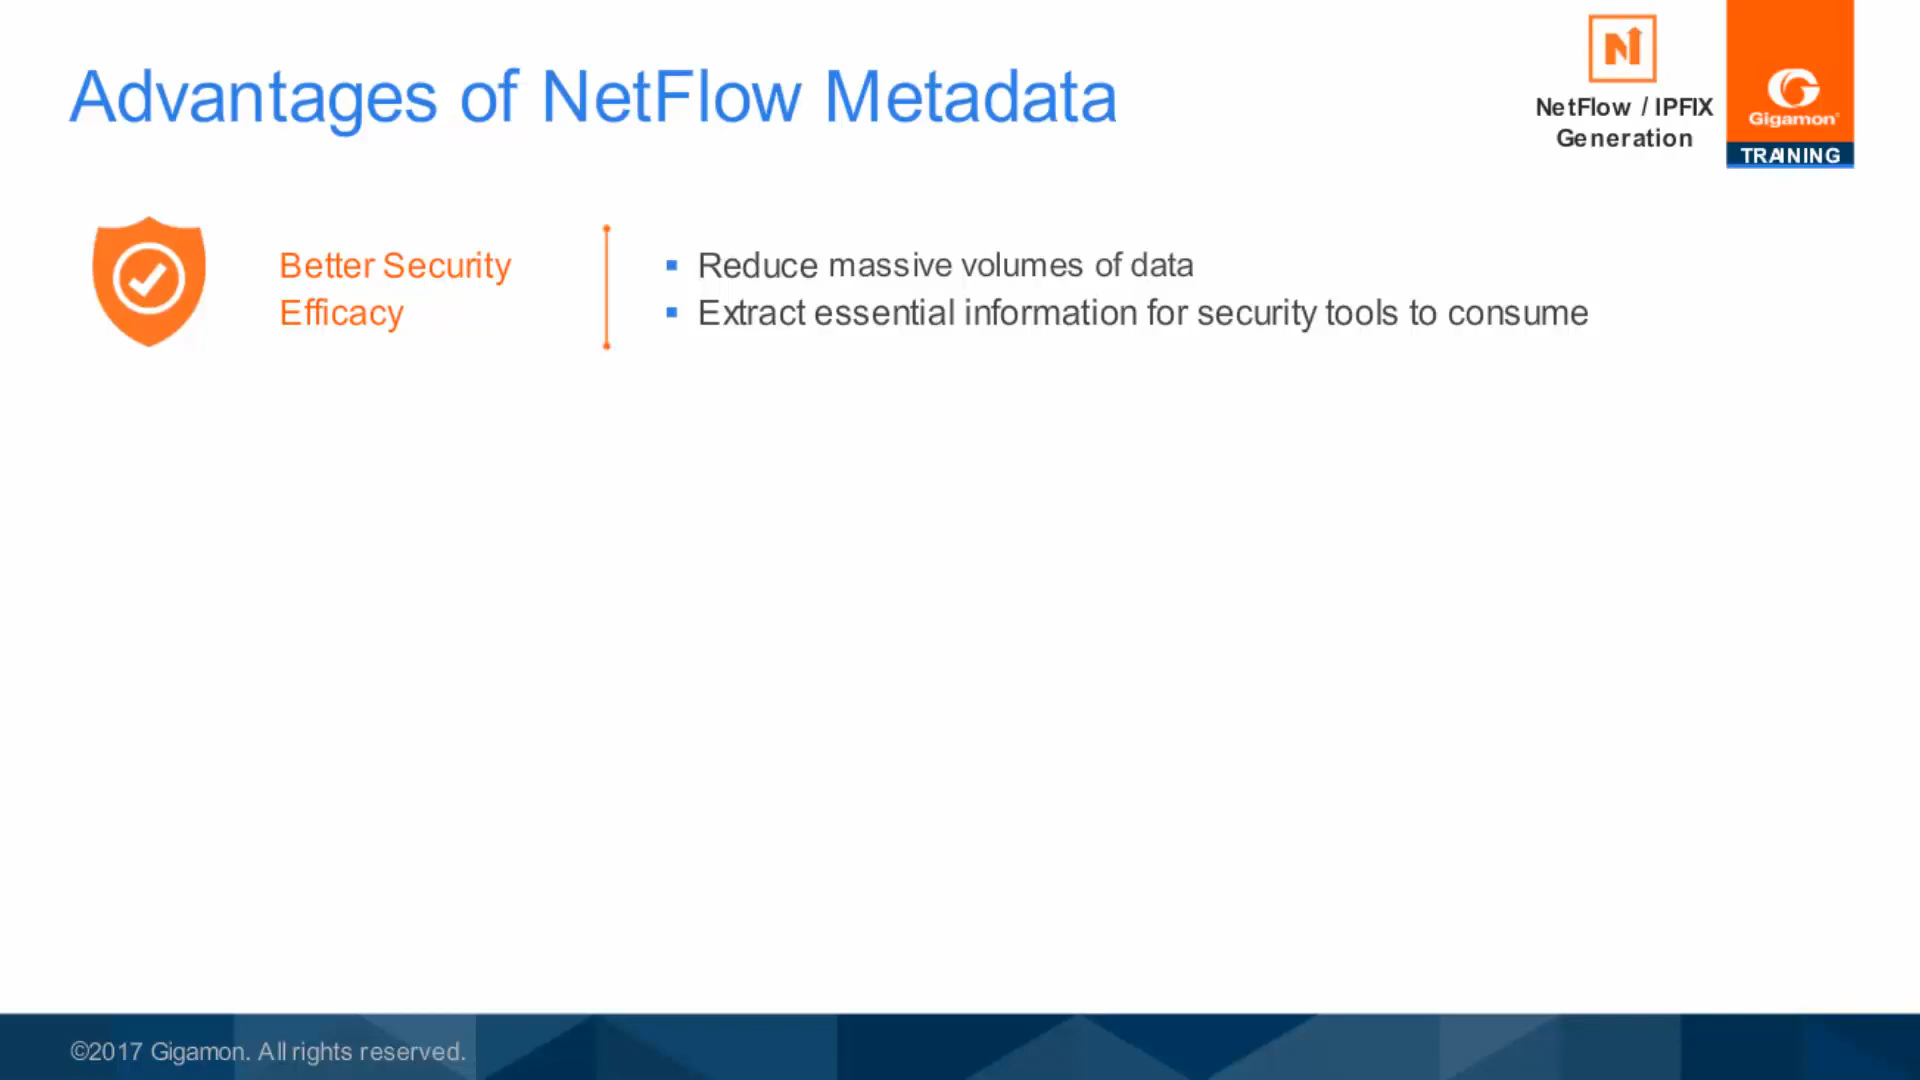 Advantages of NetFlow Metadata
NetFlow / IPFIX
Generation
Gigamon®
TRAINING
Better Security
Efficacy
▪ Reduce massive volumes of data
▪ Extract essential information for security tools to consume
©2017 Gigamon. All rights reserved.